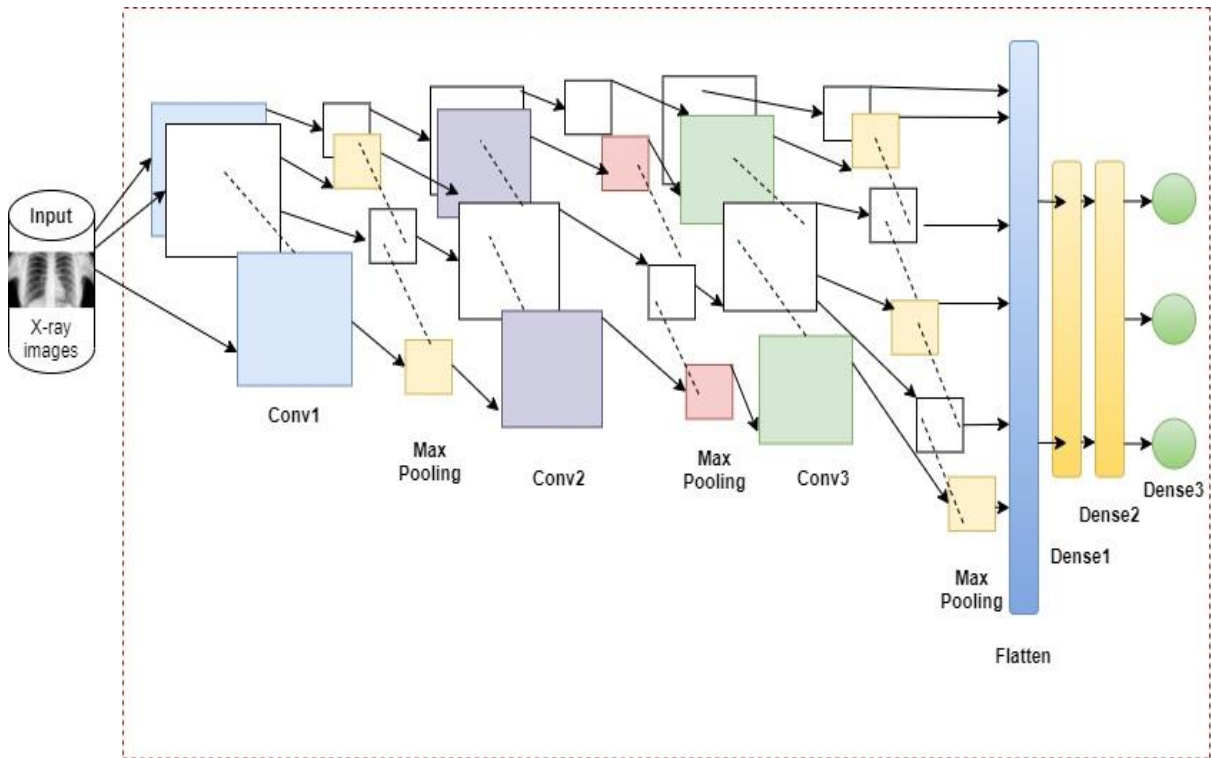 Input
X-ray
images
Conv1
Max
Pooling
Conv2
Max
Pooling
Conv3
Max
Pooling
Flatten
Dense1
Dense2
Dense3